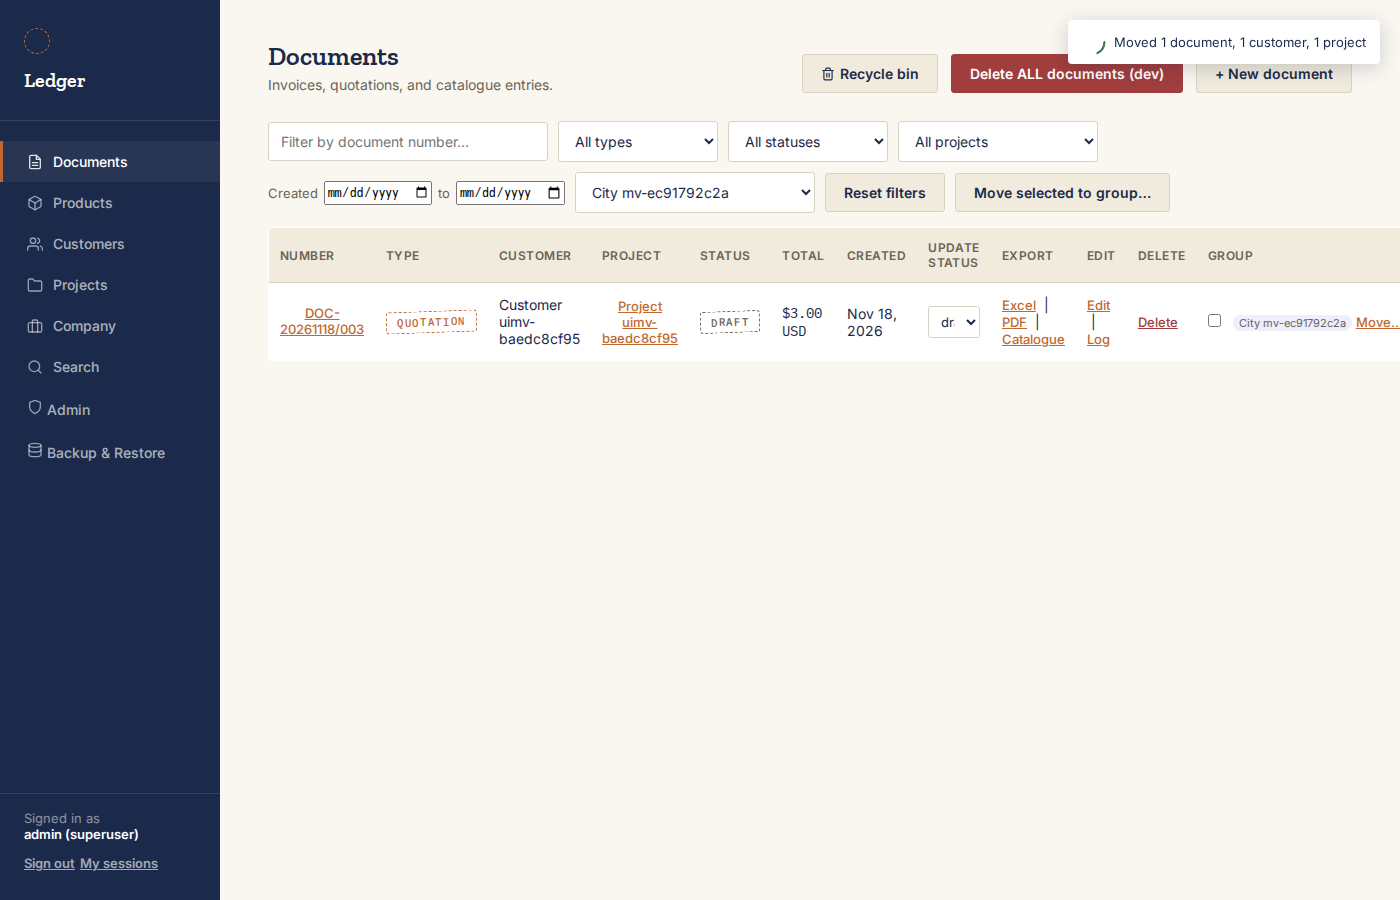 Ledger
Documents
Products
Customers
Projects
Company
Search
Admin
Backup & Restore
Signed in as
admin (superuser)
Sign out My sessions
Moved 1 document, 1 customer, 1 project
Documents
Invoices, quotations, and catalogue entries.
Recycle bin
Delete ALL documents (dev)
+ New document
Filter by document number...
All types
All statuses
All projects
Created mm/dd/yyyy to mm/dd/yyyy
City mv-ec91792c2a
Reset filters
Move selected to group...
NUMBER TYPE CUSTOMER PROJECT STATUS TOTAL CREATED UPDATE STATUS EXPORT EDIT DELETE GROUP
DOC-
20261118/003
QUOTATION
Customer
uimv-
baedc8cf95
Project
uimv-
baedc8cf95
DRAFT
$3.00
USD
Nov 18,
2026
Excel |
PDF |
Catalogue
Edit
|
Log
Delete
City mv-ec91792c2a Move...